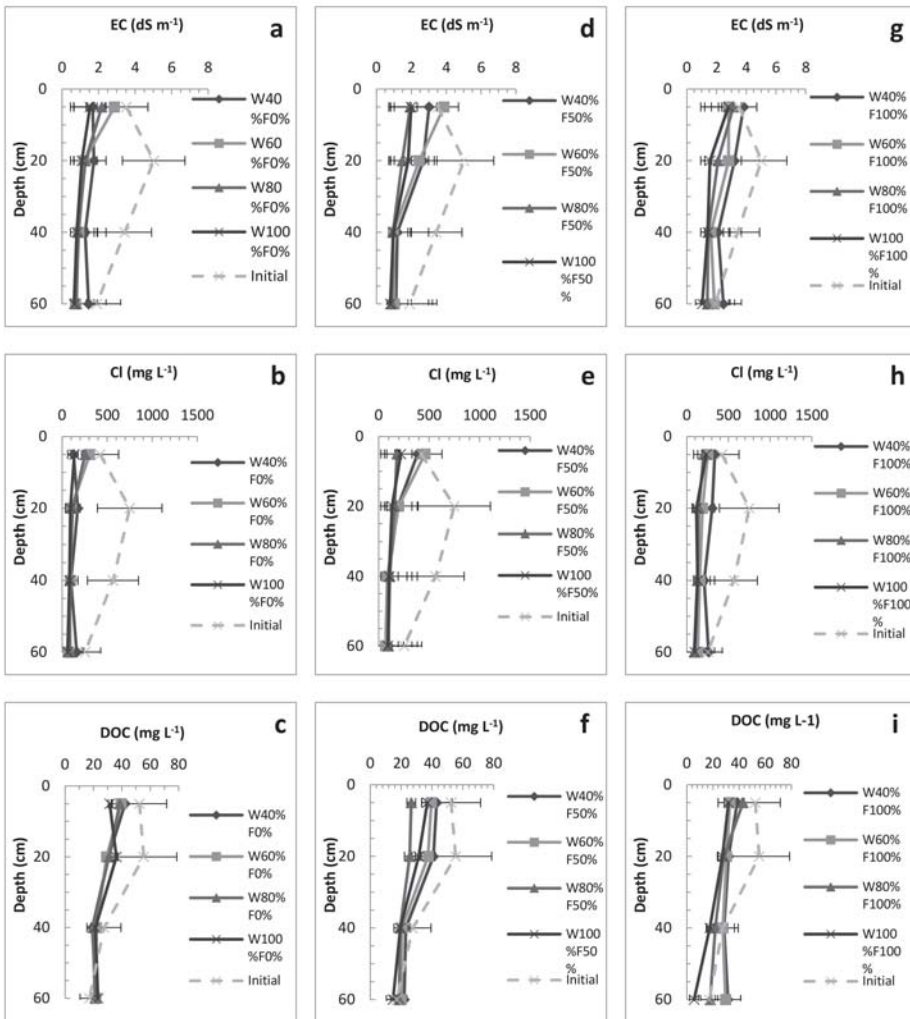 EC (dS m-1) a
0 2 4 6 8
0
20
40
60
Depth (cm)
W40
%F0%
W60
%F0%
W80
%F0%
W100
%F0%
Initial
EC (dS m-1) d
0 2 4 6 8
0
20
40
60
Depth (cm)
W40%
F50%
W60%
F50%
W80%
F50%
W100
%F50
%
Initial
EC (dS m-1) g
0 2 4 6 8
0
20
40
60
Depth (cm)
W40%
F100%
W60%
F100%
W80%
F100%
W100
%F100
%
Initial
Cl (mg L-1) b
0 500 1000 1500
0
20
40
60
Depth (cm)
W40%
F0%
W60%
F0%
W80%
F0%
W100
%F0%
Initial
Cl (mg L-1) e
0 500 1000 1500
0
20
40
60
Depth (cm)
W40%
F50%
W60%
F50%
W80%
F50%
W100
%F50%
Initial
Cl (mg L-1) h
0 500 1000 1500
0
20
40
60
Depth (cm)
W40%
F100%
W60%
F100%
W80%
F100%
W100
%F100
%
Initial
DOC (mg L-1) c
0 20 40 60 80
0
20
40
60
Depth (cm)
W40%
F0%
W60%
F0%
W80%
F0%
W100
%F0%
Initial
DOC (mg L-1) f
0 20 40 60 80
0
20
40
60
Depth (cm)
W40%
F50%
W60%
F50%
W80%
F50%
W100
%F50
%
Initial
DOC (mg L-1) i
0 20 40 60 80
0
20
40
60
Depth (cm)
W40%
F100%
W60%
F100%
W80%
F100%
W100
%F100
%
Initial